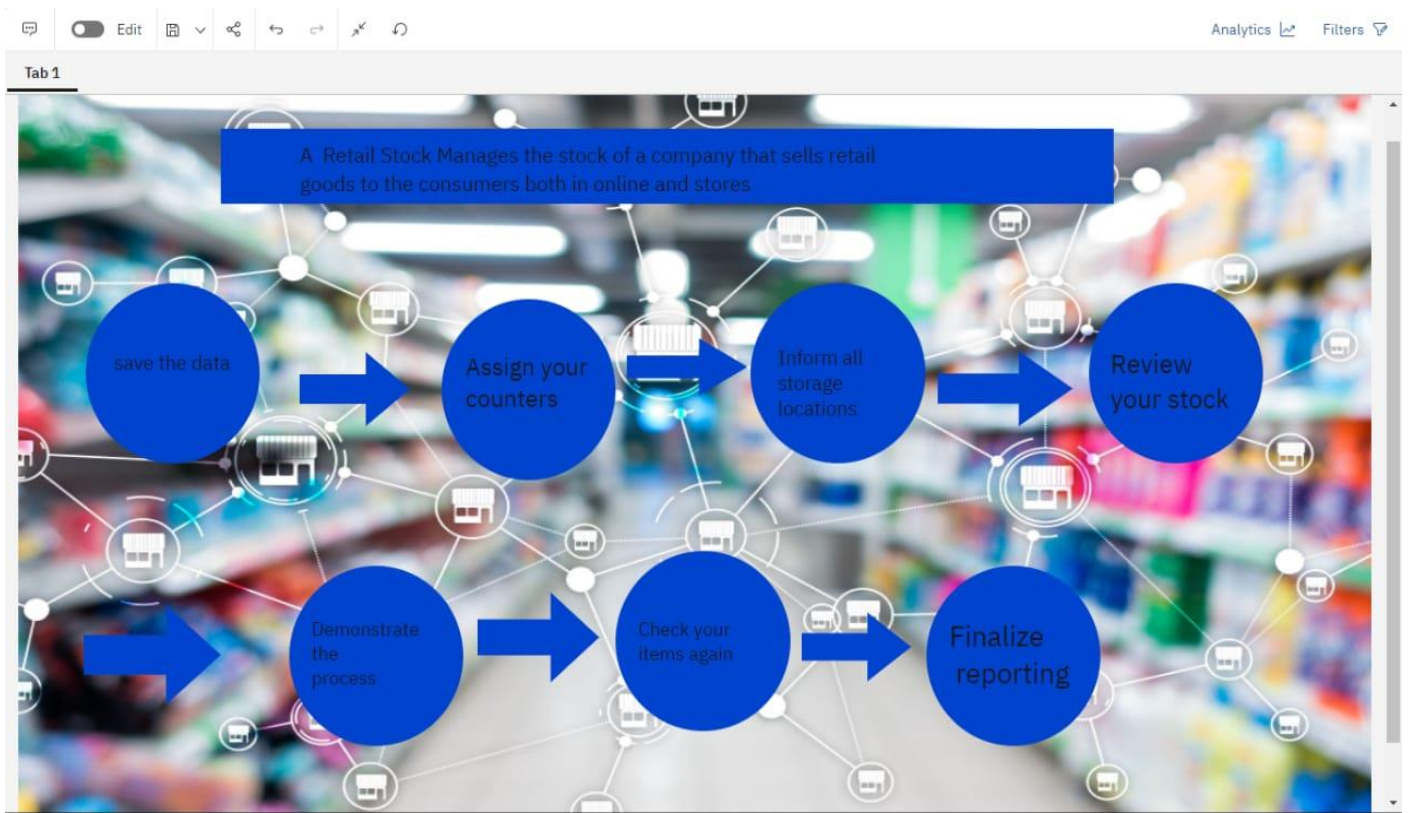 Edit
Analytics
Filters
Tab 1
A Retail Stock Manages the stock of a company that sells retail
goods to the consumers both in online and stores
save the data
Assign your
counters
Inform all
storage
locations
Review
your stock
Demonstrate
the
process
Check your
items again
Finalize
reporting